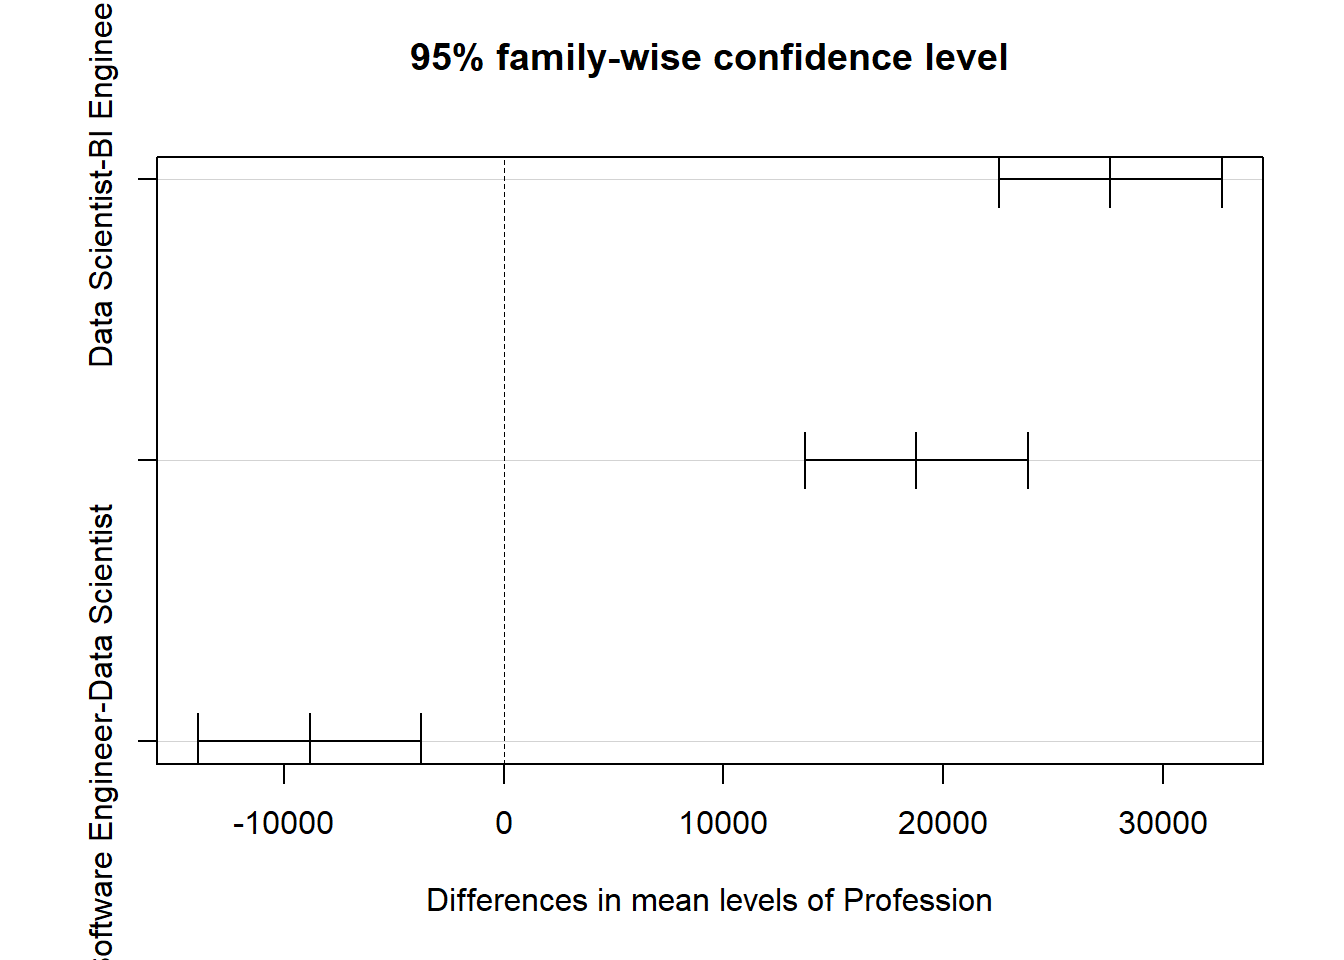 95% family-wise confidence level
Data Scientist-BI Enginee
oftware Engineer-Data Scientist
-10000 0 10000 20000 30000
Differences in mean levels of Profession